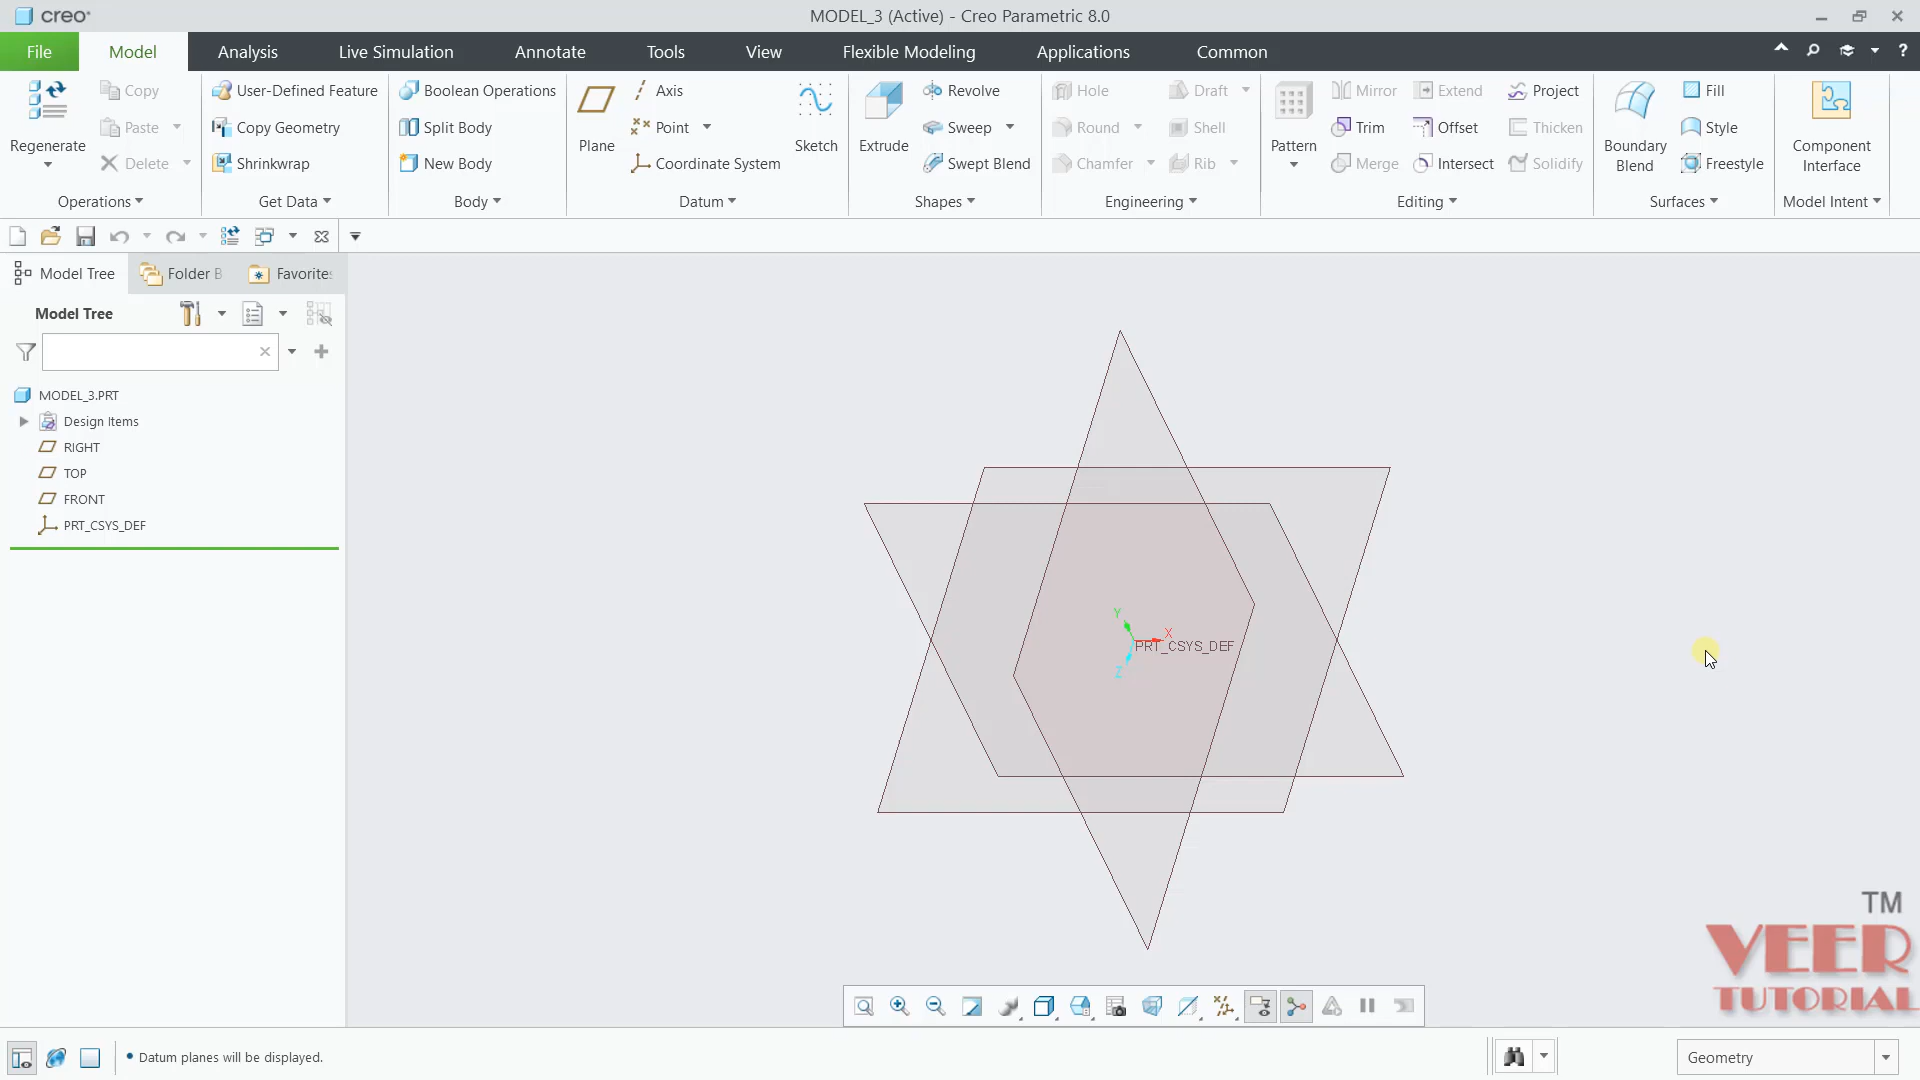 creo
MODEL_3 (Active) - Creo Parametric 8.0
File Model Analysis Live Simulation Annotate Tools View Flexible Modeling Applications Common
Regenerate
Copy
Paste
Delete
Operations
User-Defined Feature
Copy Geometry
Shrinkwrap
Get Data
Boolean Operations
Split Body
New Body
Body
Plane
Axis
Point
Coordinate System
Sketch
Datum
Extrude
Revolve
Sweep
Swept Blend
Shapes
Hole
Round
Chamfer
Draft
Shell
Rib
Engineering
Pattern
Mirror
Trim
Merge
Extend
Offset
Intersect
Project
Thicken
Solidify
Editing
Boundary
Blend
Fill
Style
Freestyle
Surfaces
Component
Interface
Model Intent
Model Tree Folder B Favorite
Model Tree
MODEL_3.PRT
Design Items
RIGHT
TOP
FRONT
PRT_CSYS_DEF
Y
X
PRT_CSYS_DEF
Z
TM
VEER
TUTORIAL
Datum planes will be displayed.
Geometry